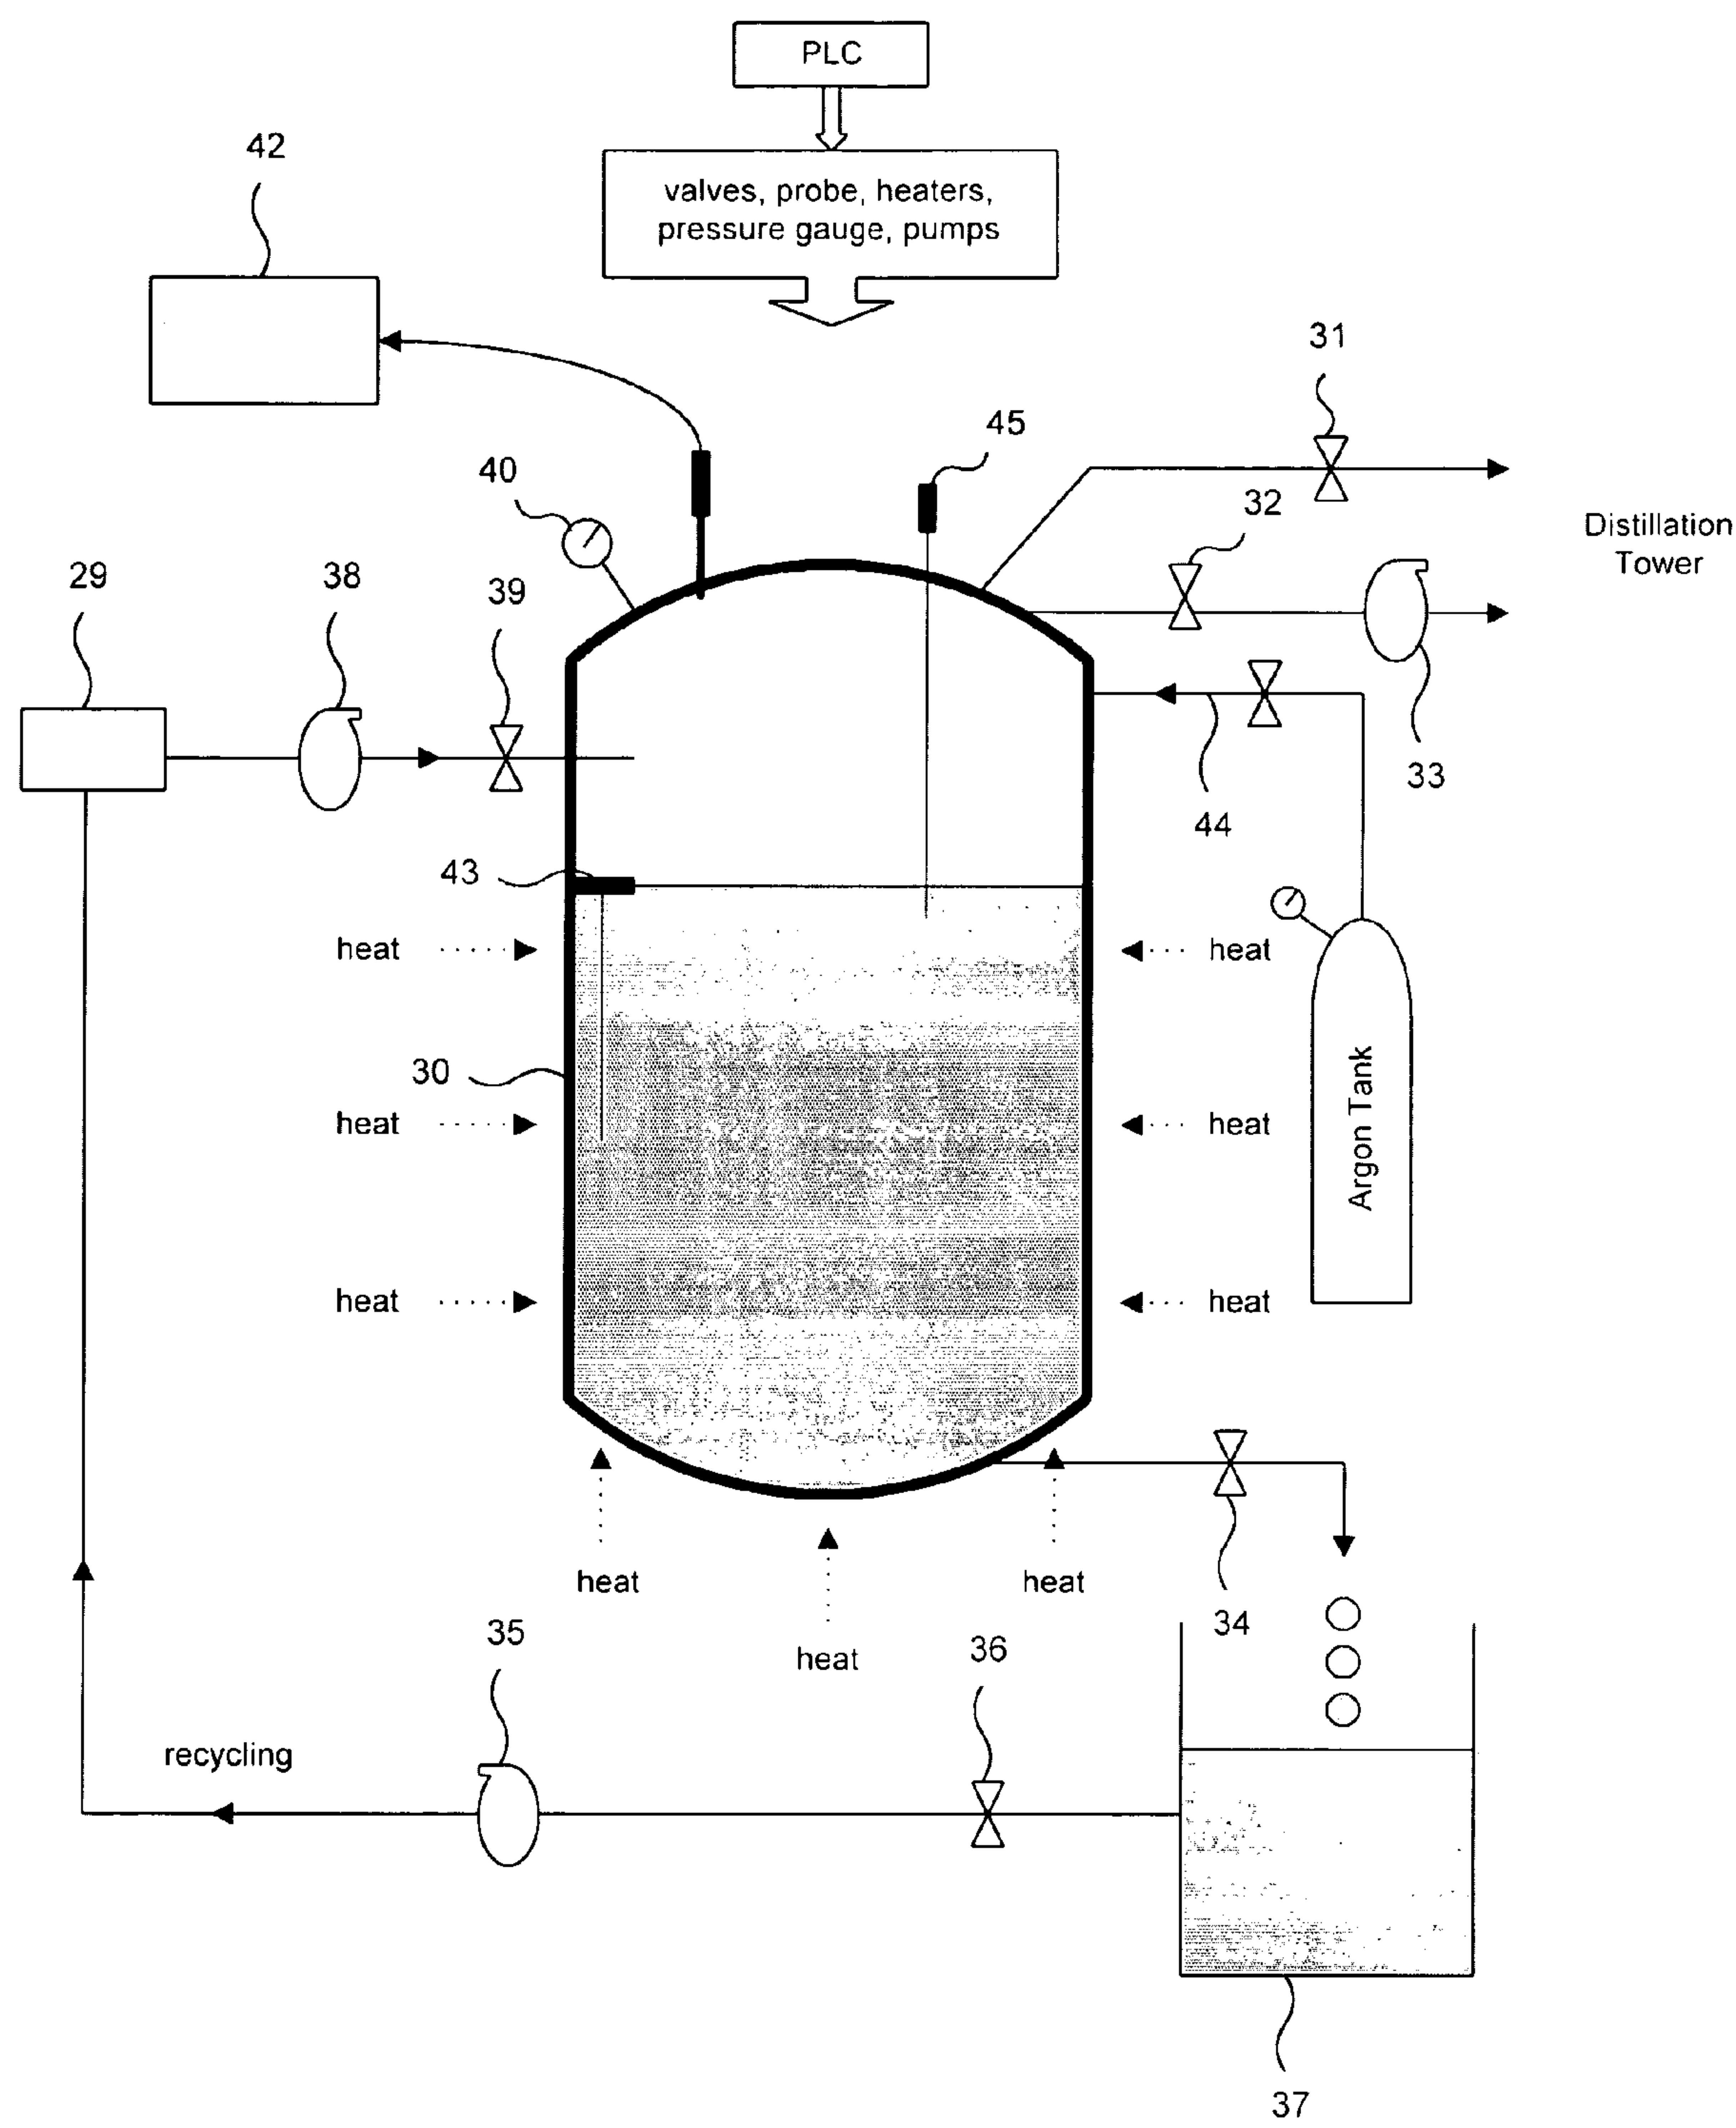 PLC
42
valves, probe, heaters,
pressure gauge, pumps
31
45
40
32
Distillation
Tower
29
38
39
33
44
43
heat
heat
30
heat
heat
Argon Tank
heat
heat
heat
heat
34
35
36
heat
recycling
37